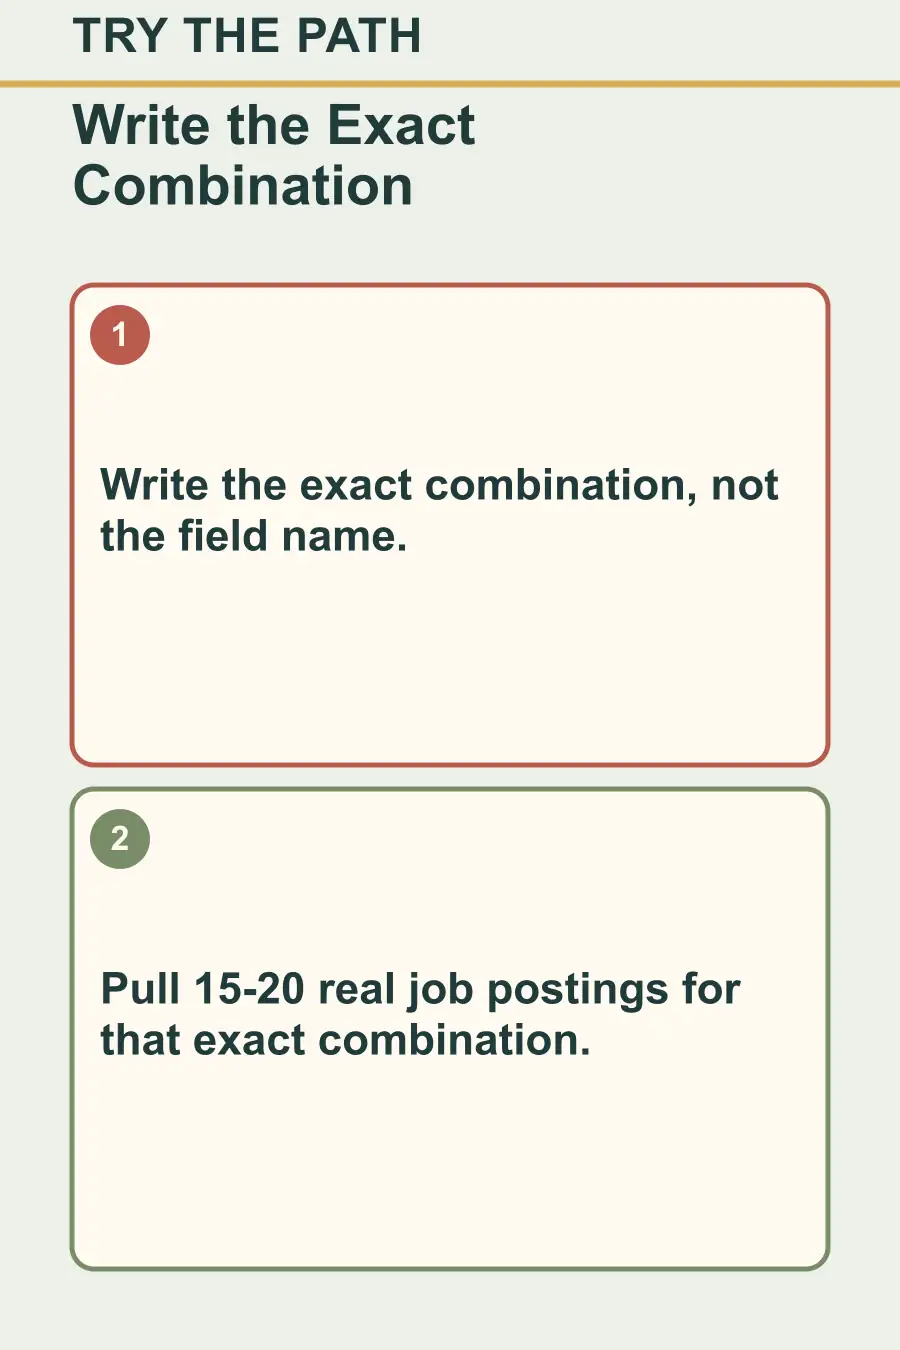 TRY THE PATH
Write the Exact
Combination
1
Write the exact combination, not
the field name.
2
Pull 15-20 real job postings for
that exact combination.